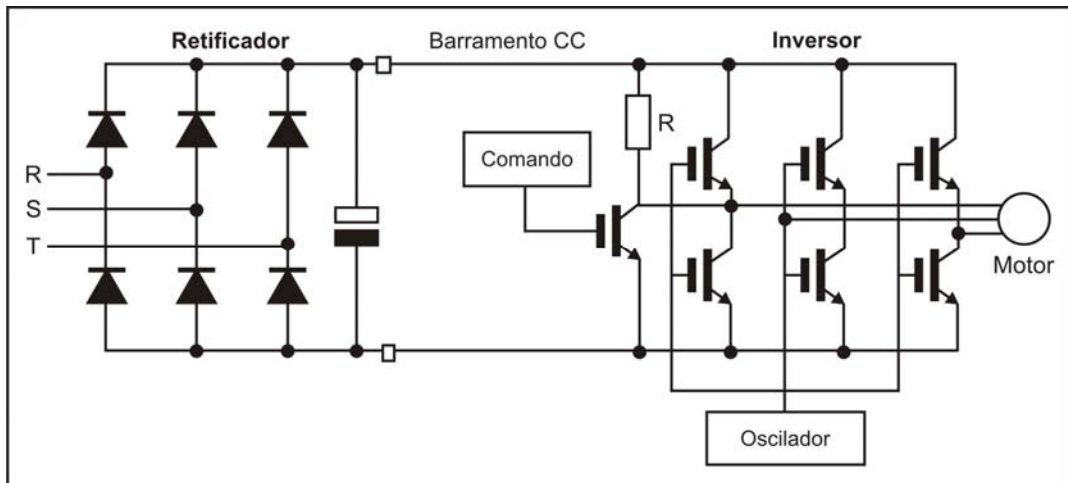 Retificador
Barramento CC
Inversor
R
Comando
R
S
T
Motor
Oscilador